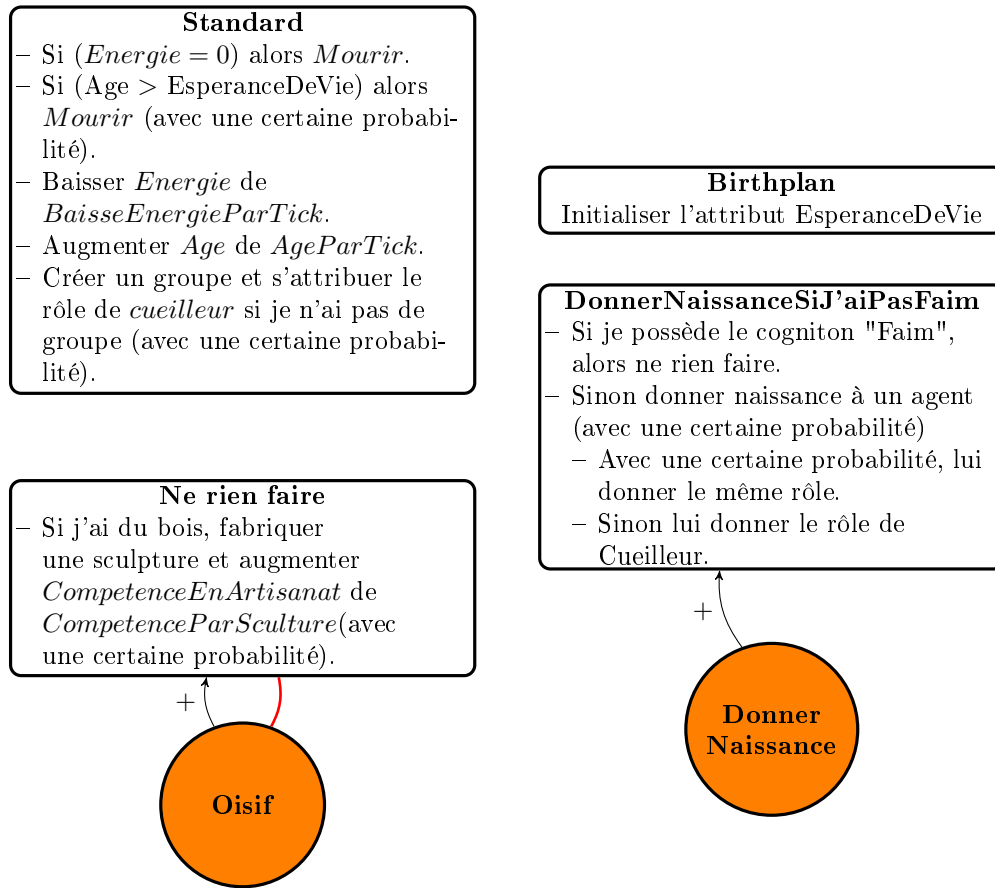 Standard
– Si (Energie = 0) alors Mourir.
– Si (Age > EsperanceDeVie) alors
Mourir (avec une certaine probabi-
lité).
– Baisser Energie de
BaisseEnergieParTick.
– Augmenter Age de AgeParTick.
– Créer un groupe et s'attribuer le
rôle de cueilleur si je n'ai pas de
groupe (avec une certaine probabi-
lité).
Birthplan
Initialiser l'attribut EsperanceDeVie
DonnerNaissanceSiJ'aiPasFaim
– Si je possède le cogniton "Faim",
alors ne rien faire.
– Sinon donner naissance à un agent
(avec une certaine probabilité)
– Avec une certaine probabilité, lui
donner le même rôle.
– Sinon lui donner le rôle de
Cueilleur.
Ne rien faire
– Si j'ai du bois, fabriquer
une sculpture et augmenter
CompetenceEnArtisanat de
CompetenceParSculture(avec
une certaine probabilité).
+
+
Donner
Naissance
Oisif